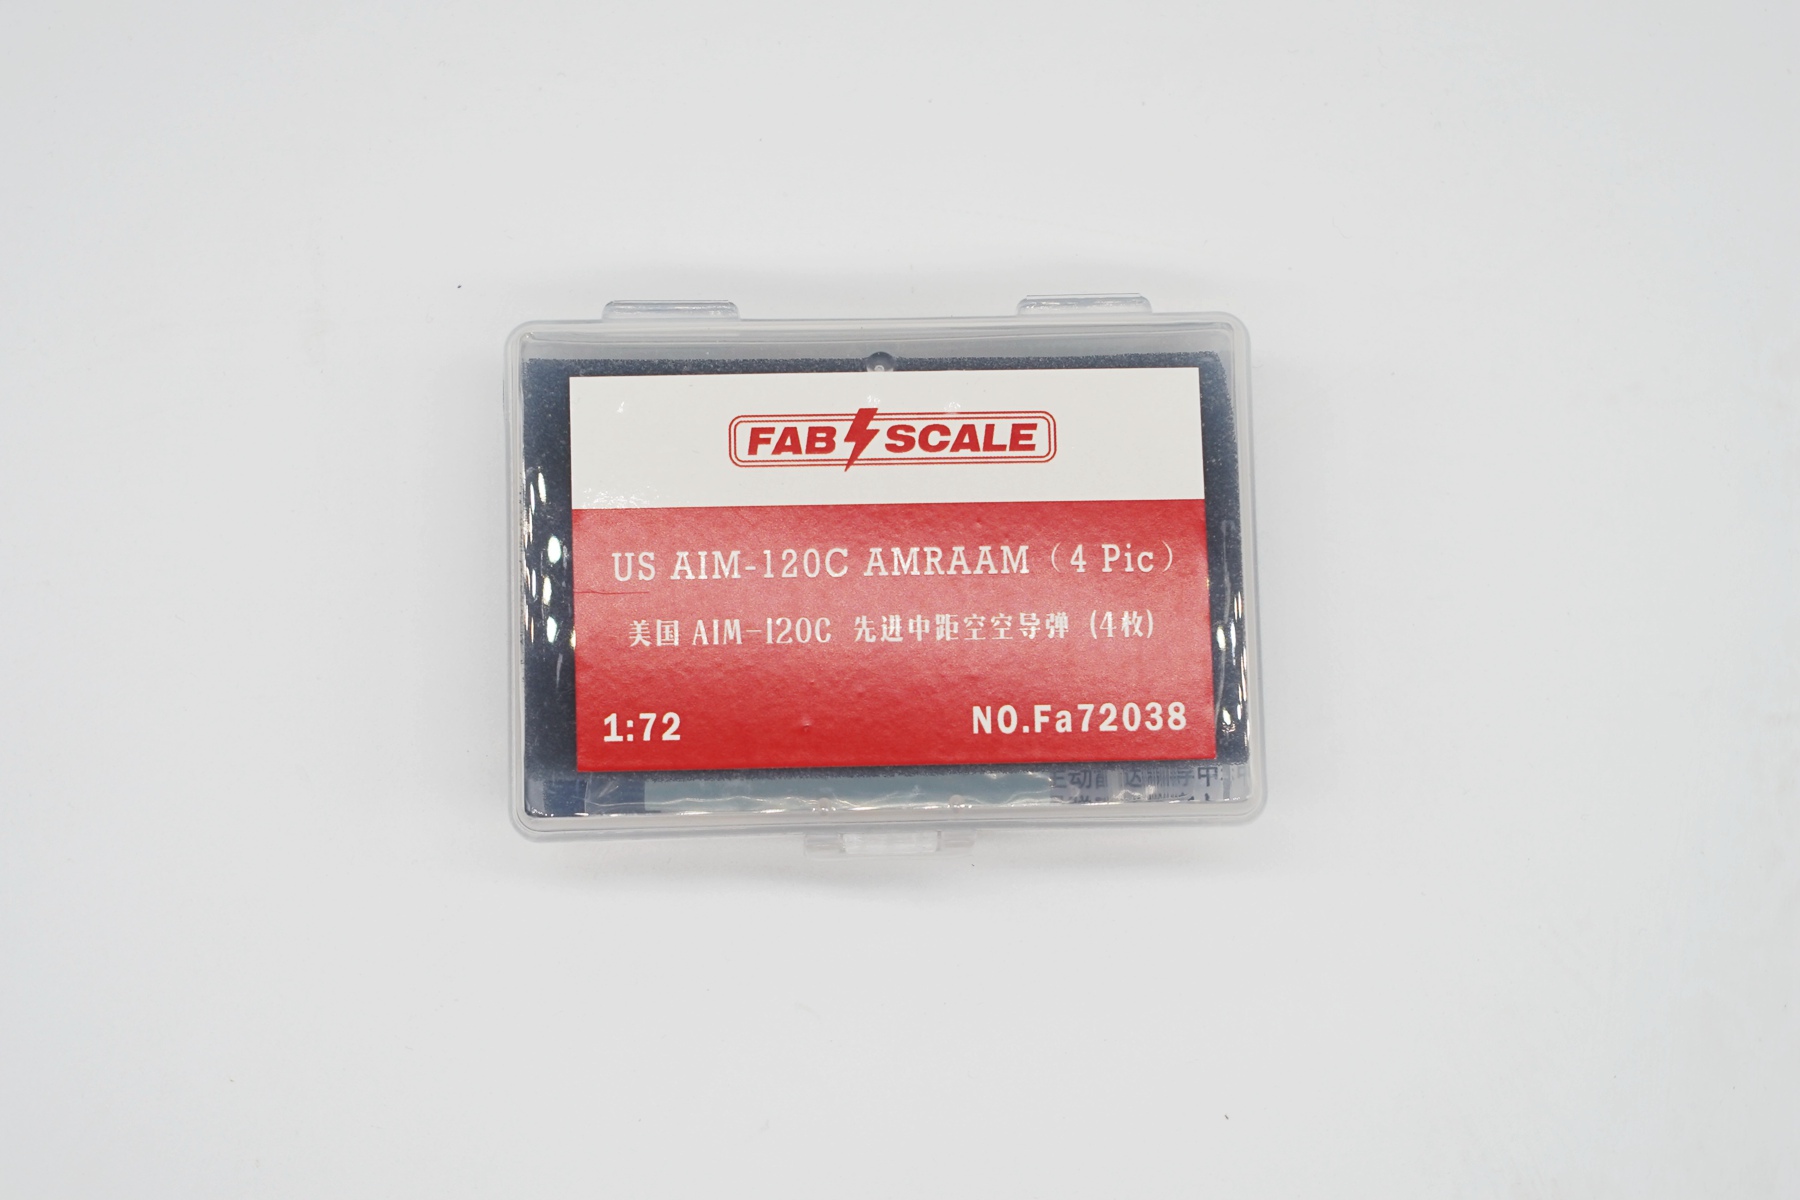 FAB SCALE
US AIM-120C AMRAAM（4 Pic）
美国 AIM-120C 先进中距空空导弹 (4枚)
1:72
NO.Fa72038